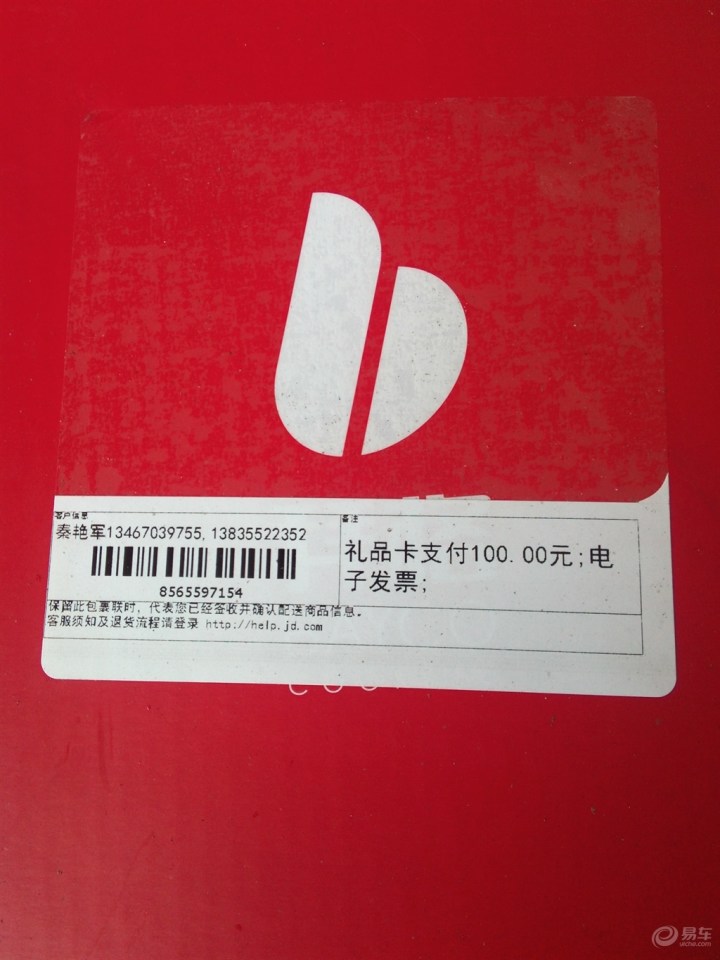 客户信息
秦艳军13467039755,13835522352
8565597154
备注
礼品卡支付100.00元;电
子发票;
保留此包裹联时，代表您已经签收并确认配送商品信息。
客服须知及退货流程请登录 http://help.jd.com
易车